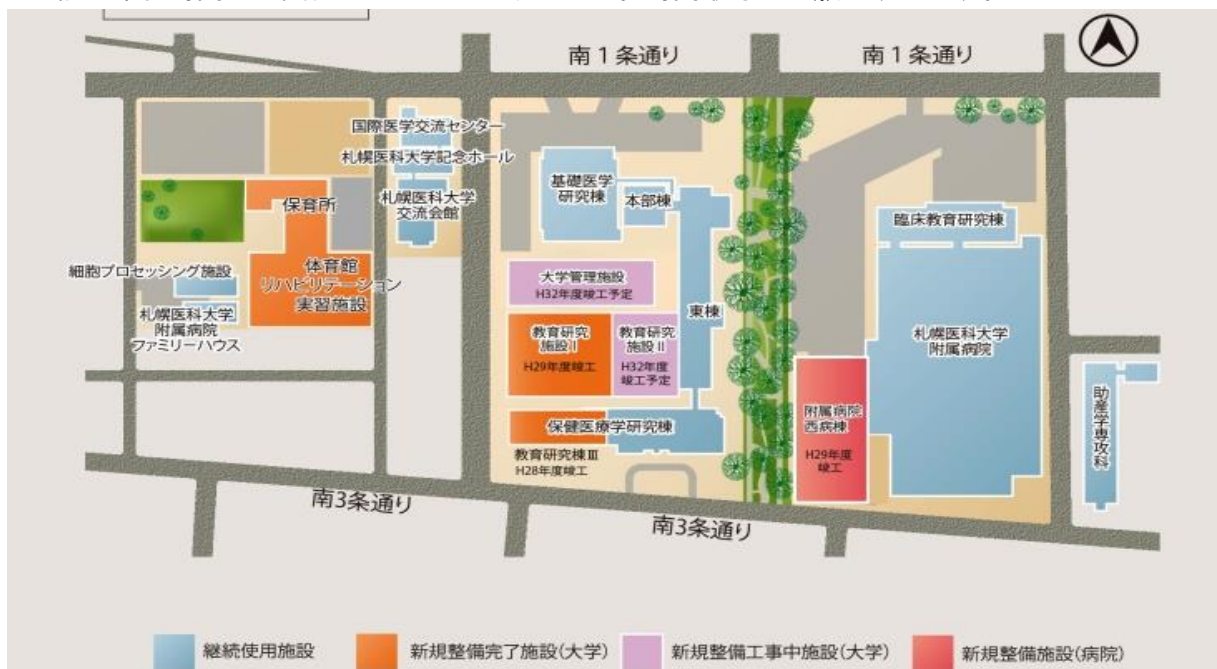 南1条通り
南1条通り
国際医学交流センター
札幌医科大学記念ホール
札幌医科大学
交流会館
基礎医学
研究棟
本部棟
臨床教育研究棟
保育所
体育館
リハビリテーション
実習施設
細胞プロセッシング施設
札幌医科大学
附属病院
ファミリーハウス
大学管理施設
H32年度竣工予定
東棟
教育研究
施設Ⅰ
H29年度竣工
教育研究
施設Ⅱ
H32年度
竣工予定
札幌医科大学
附属病院
附属病院
西病棟
H29年度
竣工
助産学専攻科
保健医療学研究棟
教育研究棟Ⅲ
H28年度竣工
南3条通り
南3条通り
継続使用施設
新規整備完了施設(大学)
新規整備工事中施設(大学)
新規整備施設(病院)